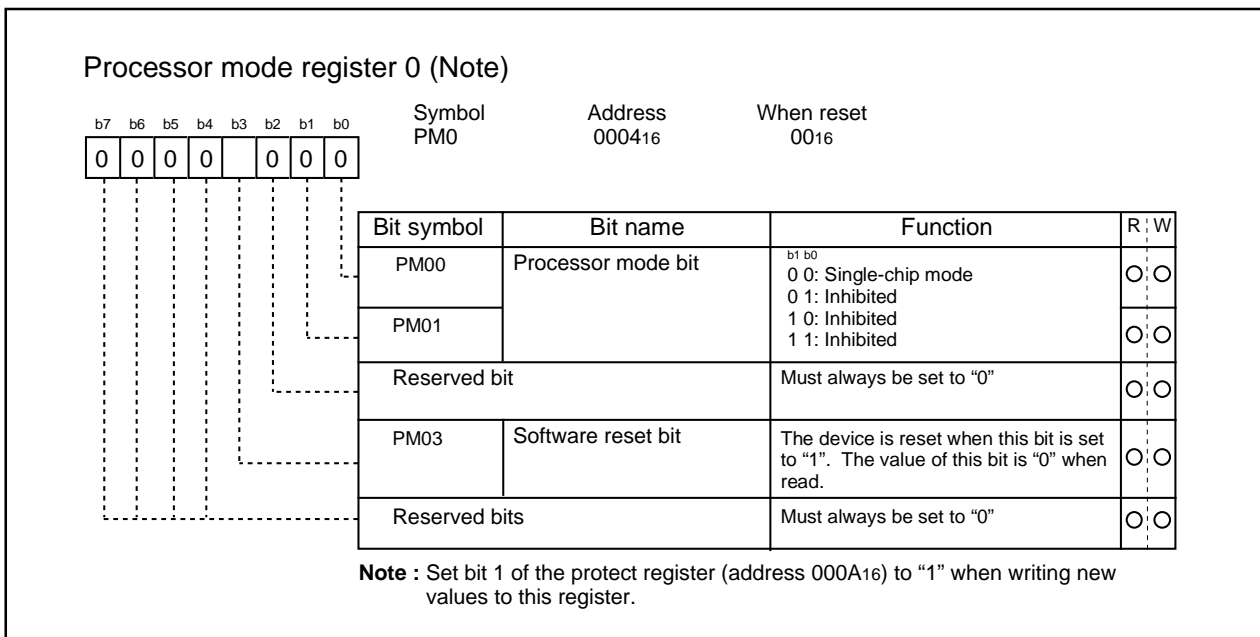 Processor mode register 0 (Note)
Symbol Address When reset
PM0 000416 0016
b7 b6 b5 b4 b3 b2 b1 b0
0 0 0 0 0 0 0
Bit symbol Bit name Function R W
PM00 Processor mode bit b1 b0
0 0: Single-chip mode
0 1: Inhibited
PM01 1 0: Inhibited
1 1: Inhibited
Reserved bit Must always be set to “0”
PM03 Software reset bit The device is reset when this bit is set
to “1”. The value of this bit is “0” when
read.
Reserved bits Must always be set to “0”
Note : Set bit 1 of the protect register (address 000A16) to “1” when writing new
values to this register.